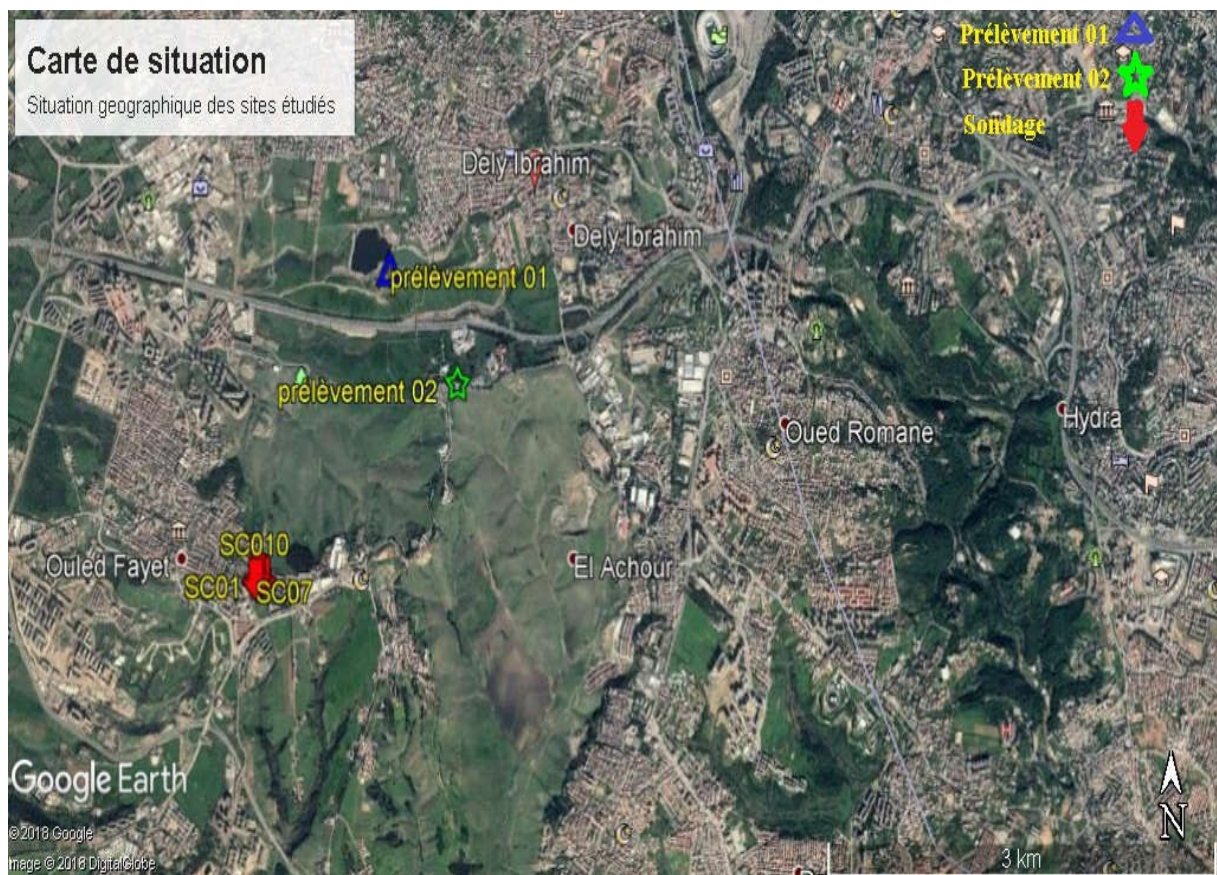 Carte de situation
Situation geographique des sites étudiés
Prélèvement 01
Prélèvement 02
Sondage
Dely Ibrahim
Dely Ibrahim
prélèvement 01
prélèvement 02
Hydra
Oued Romane
SC010
Ouled Fayet
El Achour
SC01
SC07
Google Earth
N
© 2018 Google
Image © 2018 DigitalGlobe
3 km